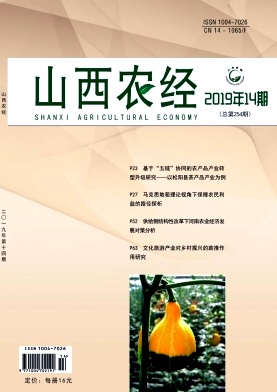 ISSN 1004-7026
CN 14-1065/F
山西农经
SHANXI AGRICULTURAL ECONOMY
2019年14期
(总第254期)
山西农经
二〇一九年第十四期
P23 基于“五链”协同的农产品产业转
型升级研究——以松阳县茶产品产业为例
P27 马克思地租理论视角下保障农民利
益的路径探析
P52 供给侧结构性改革下河南农业经济发
展对策分析
P63 文化旅游产业对乡村振兴的助推作
用研究
ISSN 1004-7026
14>
9 771004 702197
定价：每册16元